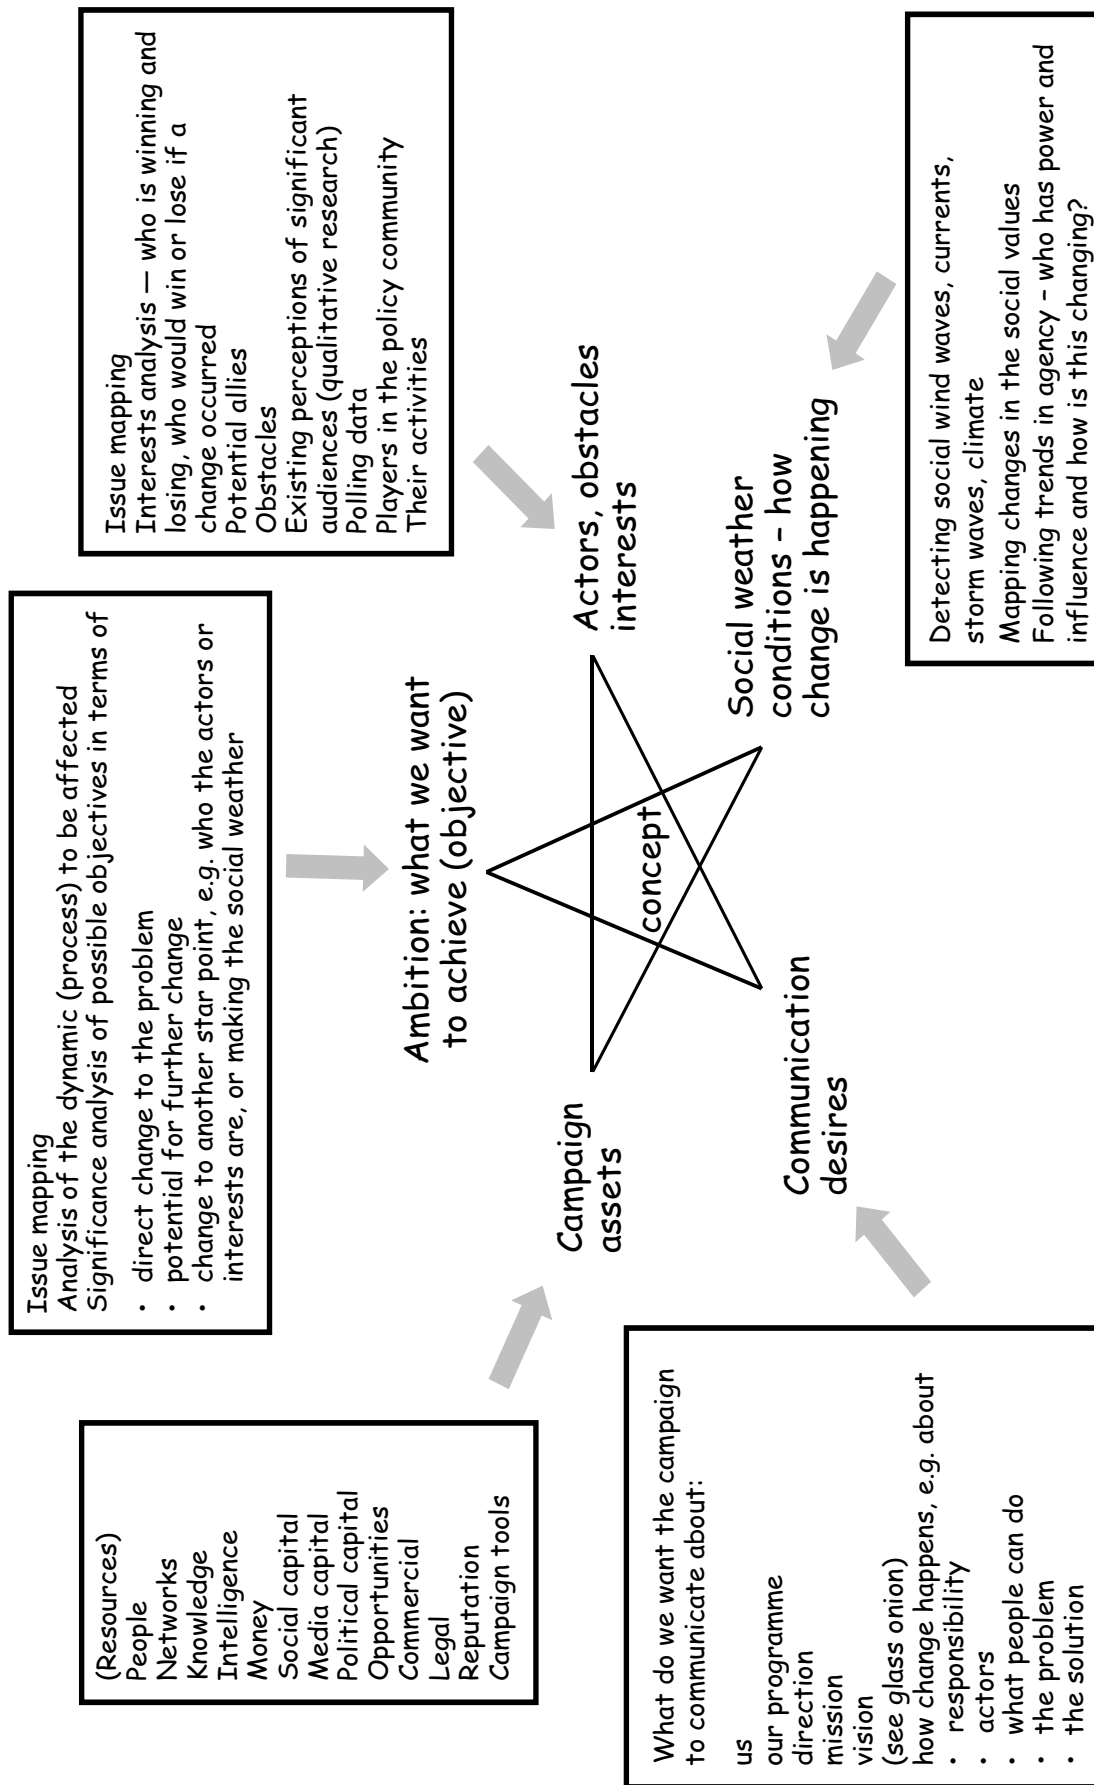 Issue mapping
Analysis of the dynamic (process) to be affected
Significance analysis of possible objectives in terms of
• direct change to the problem
• potential for further change
• change to another star point, e.g. who the actors or
interests are, or making the social weather
(Resources)
People
Networks
Knowledge
Intelligence
Money
Social capital
Media capital
Political capital
Opportunities
Commercial
Legal
Reputation
Campaign tools
Issue mapping
Interests analysis — who is winning and
losing, who would win or lose if a
change occurred
Potential allies
Obstacles
Existing perceptions of significant
audiences (qualitative research)
Polling data
Players in the policy community
Their activities
Ambition: what we want
to achieve (objective)
Campaign
assets
Actors, obstacles
interests
concept
Communication
desires
Social weather
conditions – how
change is happening
What do we want the campaign
to communicate about:
us
our programme
direction
mission
vision
(see glass onion)
how change happens, e.g. about
• responsibility
• actors
• what people can do
• the problem
• the solution
Detecting social wind waves, currents,
storm waves, climate
Mapping changes in the social values
Following trends in agency – who has power and
influence and how is this changing?